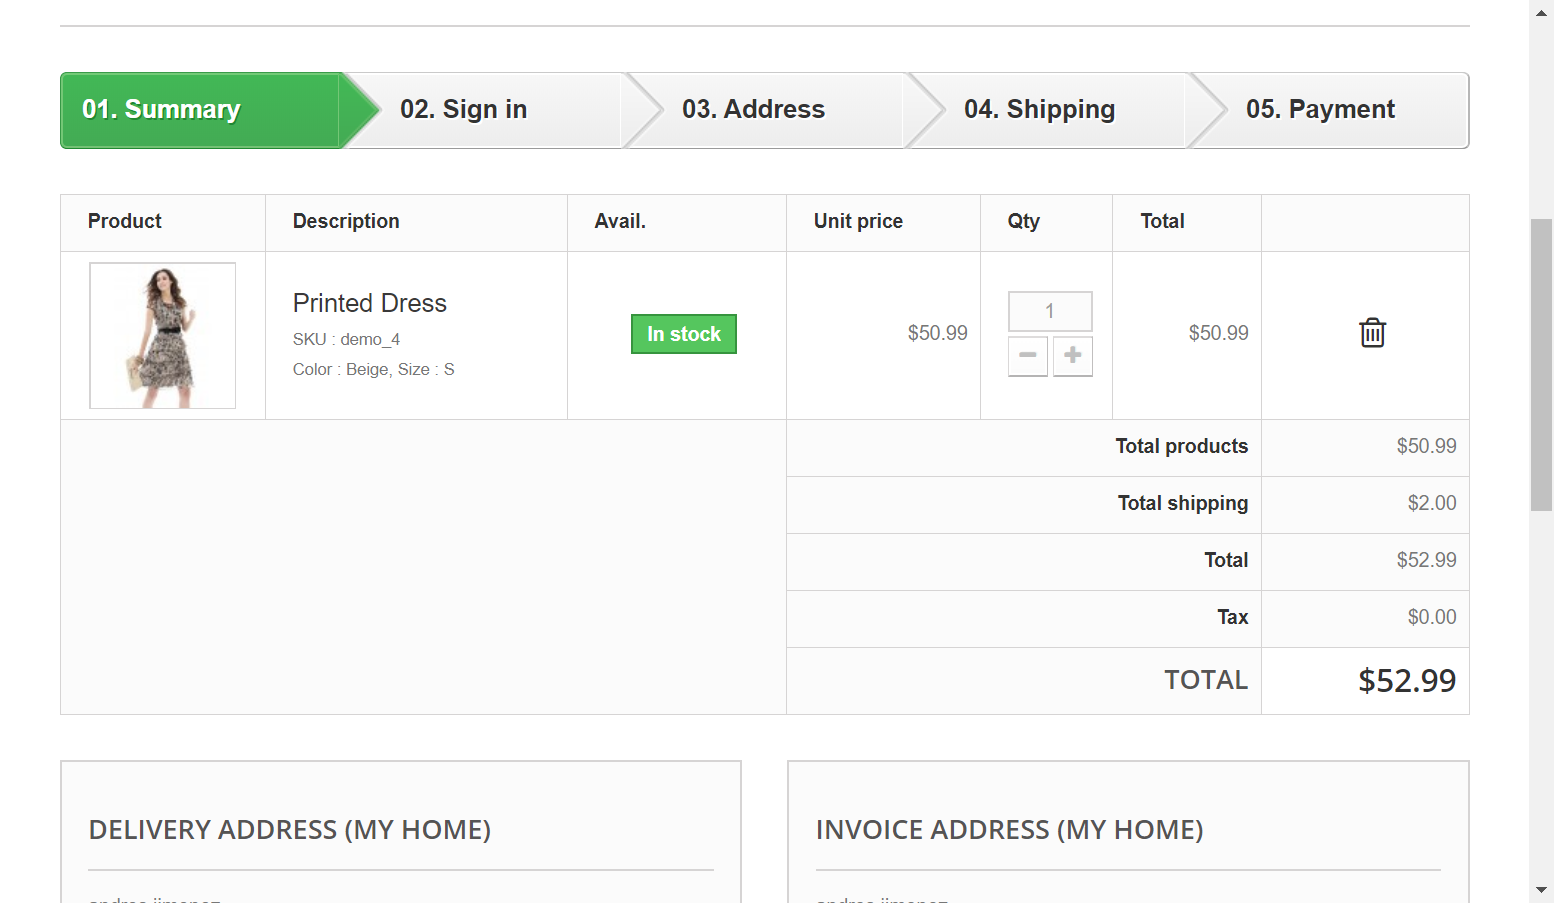 01. Summary
02. Sign in
03. Address
04. Shipping
05. Payment
Product
Description
Avail.
Unit price
Qty
Total
Printed Dress
SKU : demo_4
Color : Beige, Size : S
In stock
$50.99
1
$50.99
Total products
$50.99
Total shipping
$2.00
Total
$52.99
Tax
$0.00
TOTAL
$52.99
DELIVERY ADDRESS (MY HOME)
INVOICE ADDRESS (MY HOME)